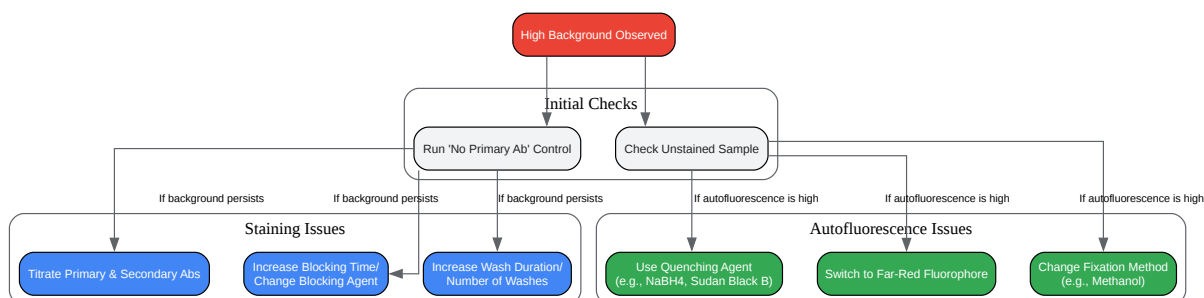 High Background Observed
Initial Checks
Run 'No Primary Ab' Control
Check Unstained Sample
If background persists
If background persists
If background persists
If autofluorescence is high
If autofluorescence is high
If autofluorescence is high
Staining Issues
Autofluorescence Issues
Titrate Primary & Secondary Abs
Increase Blocking Time/
Change Blocking Agent
Increase Wash Duration/
Number of Washes
Use Quenching Agent
(e.g., NaBH4, Sudan Black B)
Switch to Far-Red Fluorophore
Change Fixation Method
(e.g., Methanol)